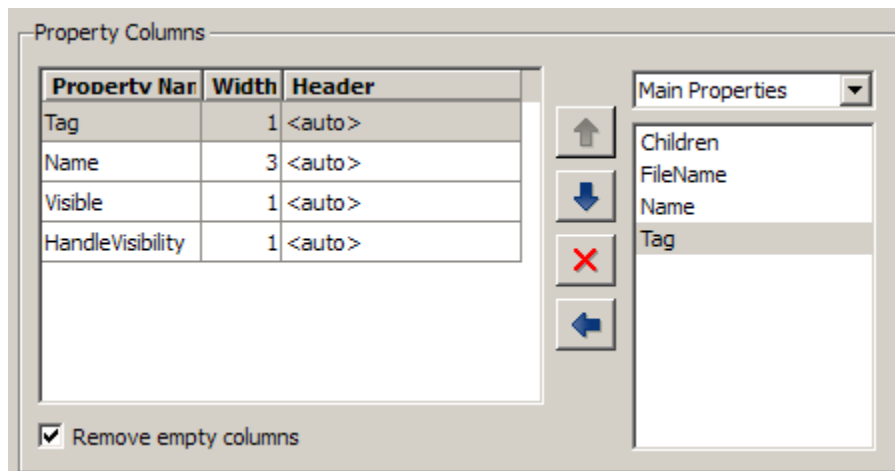 Property Columns
Property Nar Width Header
Tag 1 <auto>
Name 3 <auto>
Visible 1 <auto>
HandleVisibility 1 <auto>
Remove empty columns
Main Properties
Children
FileName
Name
Tag